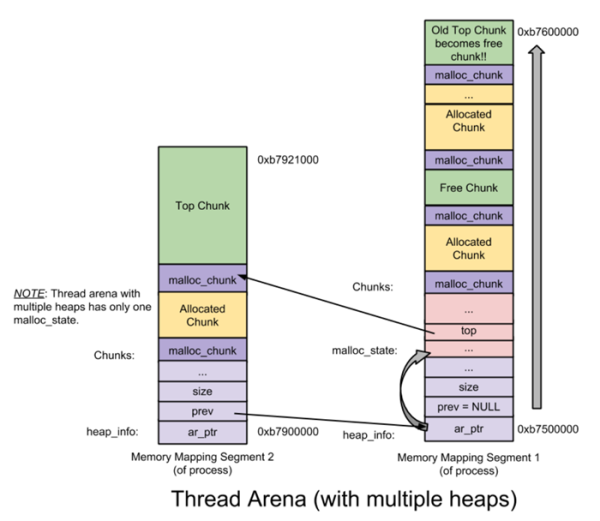 Old Top Chunk
becomes free
chunk!!
0xb7600000
malloc_chunk
...
Allocated
Chunk
malloc_chunk
Free Chunk
malloc_chunk
Allocated
Chunk
Chunks:
malloc_chunk
...
top
malloc_state:
...
...
size
prev = NULL
heap_info:
ar_ptr
0xb7500000
Memory Mapping Segment 1
(of process)
0xb7921000
Top Chunk
malloc_chunk
NOTE: Thread arena with
multiple heaps has only one
malloc_state.
Allocated
Chunk
Chunks:
malloc_chunk
...
size
prev
heap_info:
ar_ptr
0xb7900000
Memory Mapping Segment 2
(of process)
Thread Arena (with multiple heaps)